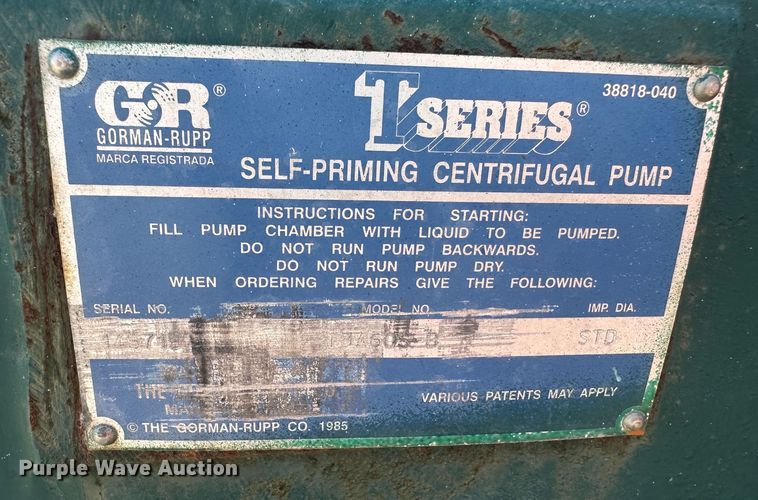 GR®
GORMAN-RUPP
MARCA REGISTRADA
T SERIES®
38818-040
SELF-PRIMING CENTRIFUGAL PUMP
INSTRUCTIONS FOR STARTING:
FILL PUMP CHAMBER WITH LIQUID TO BE PUMPED.
DO NOT RUN PUMP BACKWARDS.
DO NOT RUN PUMP DRY.
WHEN ORDERING REPAIRS GIVE THE FOLLOWING:
SERIAL NO. MODEL NO. IMP. DIA.
STD
THE
VARIOUS PATENTS MAY APPLY
© THE GORMAN-RUPP CO. 1985
Purple Wave Auction